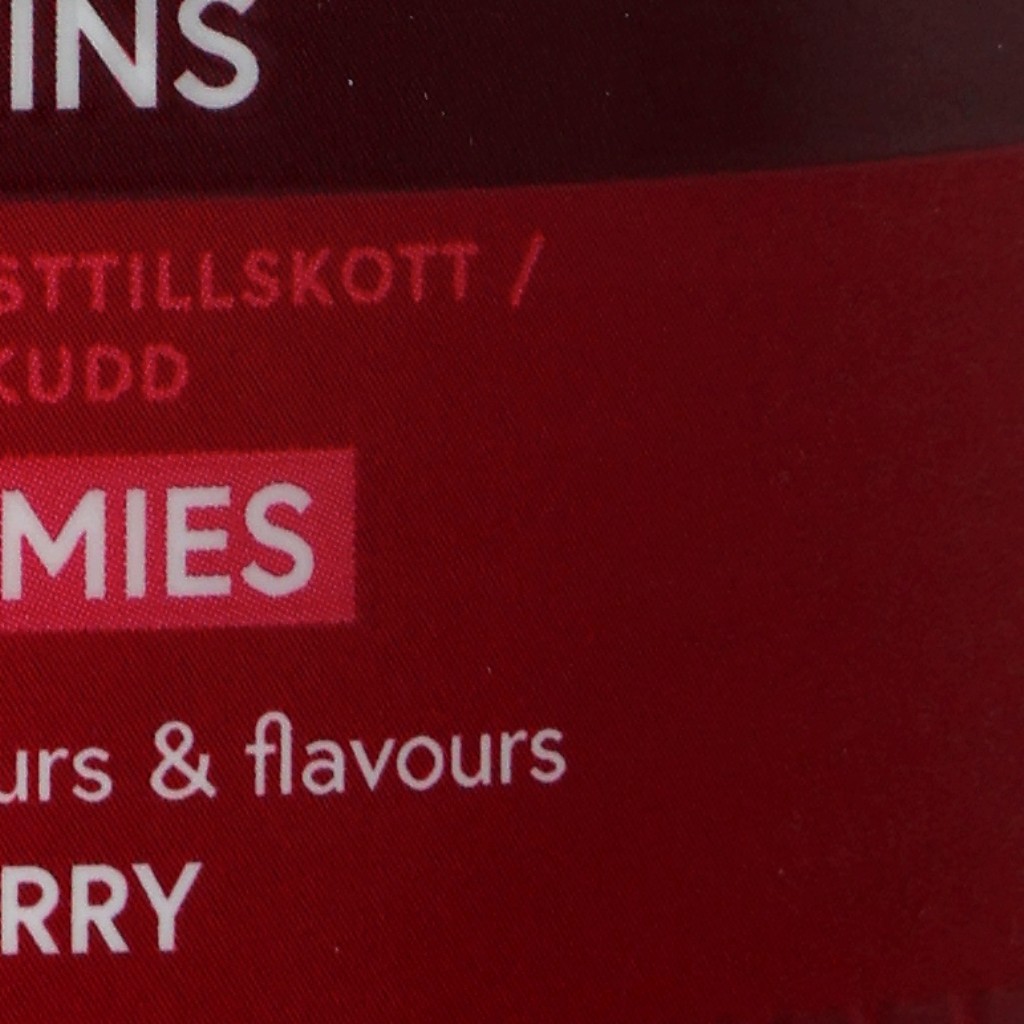 INS
STTILLSKOTT /
KUDD
MIES
urs & flavours
RRY